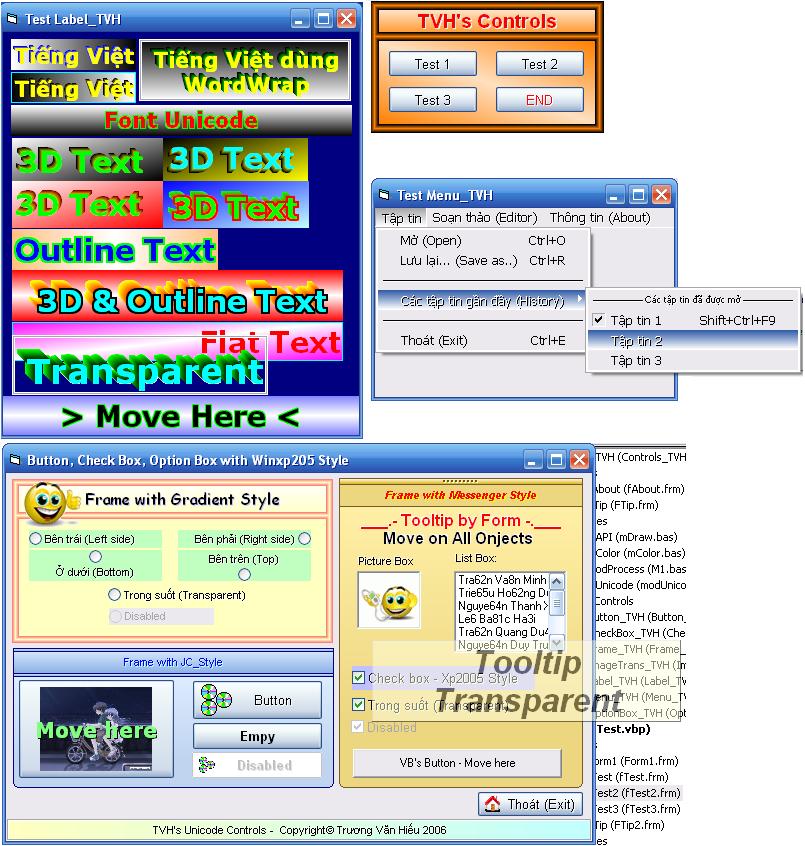 Test Label_TVH
Tiếng Việt
Tiếng Việt
Tiếng Việt dùng
WordWrap
Font Unicode
3D Text
3D Text
3D Text
3D Text
Outline Text
3D & Outline Text
Flat Text
Transparent
> Move Here <
TVH's Controls
Test 1
Test 2
Test 3
END
Test Menu_TVH
Tập tin
Soạn thảo (Editor)
Thông tin (About)
Mở (Open) Ctrl+O
Lưu lại... (Save as..) Ctrl+R
Các tập tin gần đây (History)
Thoát (Exit) Ctrl+E
Các tập tin đã được mở
Tập tin 1 Shift+Ctrl+F9
Tập tin 2
Tập tin 3
Button, Check Box, Option Box with Winxp205 Style
Frame with Gradient Style
Bên trái (Left side)
Bên phải (Right side)
Ở dưới (Bottom)
Bên trên (Top)
Trong suốt (Transparent)
Disabled
Frame with JC_Style
Move here
Button
Empy
Disabled
Frame with Messenger Style
___.- Tooltip by Form -.___
Move on All Onjects
Picture Box
List Box:
Tra62n Va8n Minh
Trie65u Ho62ng Du
Nguye64n Thanh X
Le6 Ba81c Ha3i
Tra62n Quang Du4
Nguye64n Duy Tru
Tooltip
Transparent
Check box - Xp2005 Style
Trong suốt (Transparent)
Disabled
VB's Button - Move here
Thoát (Exit)
TVH's Unicode Controls - Copyright© Trương Văn Hiếu 2006
TVH (Controls_TVH
s
About (fAbout.frm)
Tip (FTip.frm)
es
API (mDraw.bas)
Color (mColor.bas)
odProcess (M1.bas)
Unicode (modUnico
Controls
Button_TVH (Button_
heckBox_TVH (Che
rame_TVH (Frame_
mageTrans_TVH (Im
abel_TVH (Label_TV
Menu_TVH (Menu_TV
ptionBox_TVH (Opt
Test.vbp)
s
orm1 (Form1.frm)
Test (fTest.frm)
Test2 (fTest2.frm)
Test3 (fTest3.frm)
Tip (FTip2.frm)
es